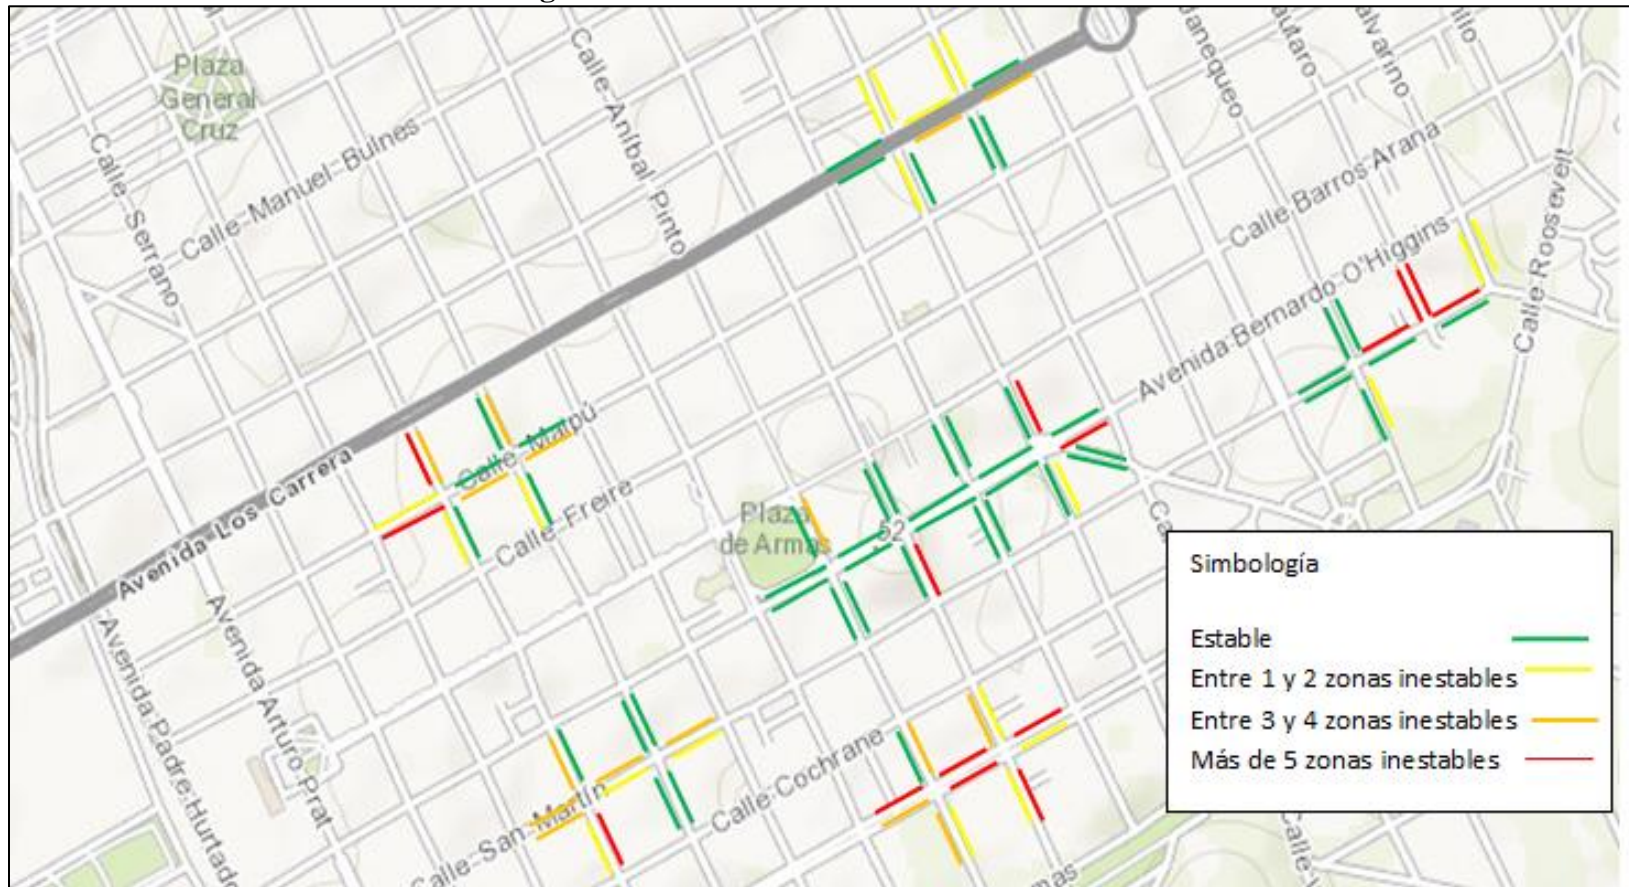 Plaza
General
Cruz
Calle-Serrano
Calle-Manuel-Bulnes
Calle-Aníbal Pinto
Janequeo
Barros Arana
Calle Barros Arana
Avenida Bernardo-O'Higgins
Calle Roosevelt
Avenida Los Carrera
Calle-Maipú
Calle-Freire
Plaza
de Armas
52
Avenida Arturo Prat
Avenida Padre Hurtado
Calle-San-Martín
Calle-Cochrane
Simbología
Estable
Entre 1 y 2 zonas inestables
Entre 3 y 4 zonas inestables
Más de 5 zonas inestables